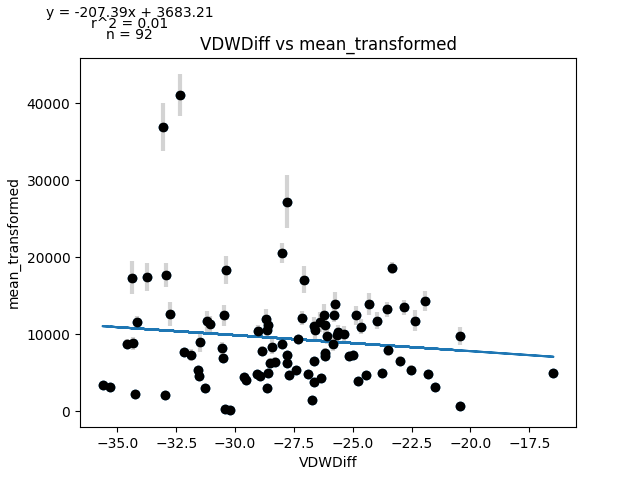 y = -207.39x + 3683.21
r^2 = 0.01
n = 92
VDWDiff vs mean_transformed
mean_transformed
40000
30000
20000
10000
0
−35.0 −32.5 −30.0 −27.5 −25.0 −22.5 −20.0 −17.5
VDWDiff